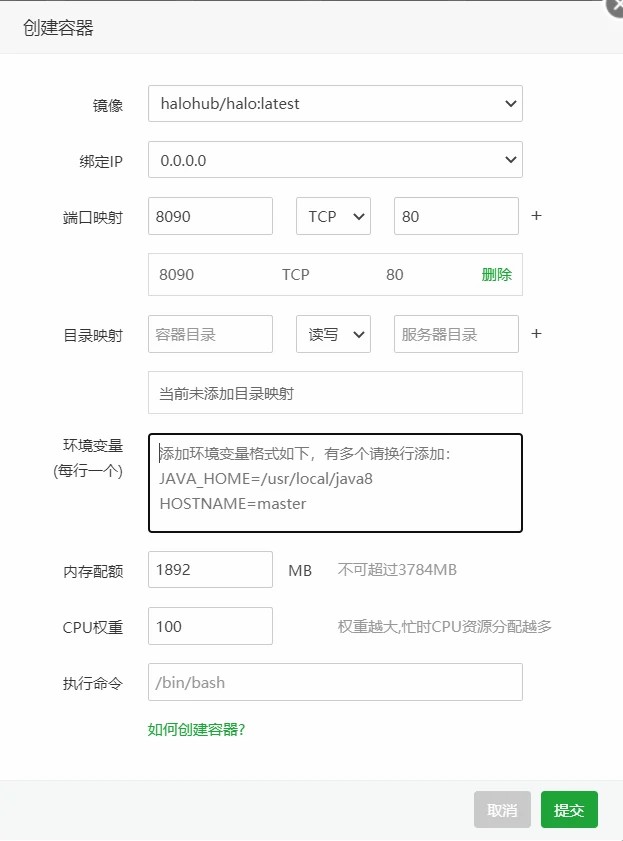 创建容器
镜像 halohub/halo:latest
绑定IP 0.0.0.0
端口映射 8090 TCP 80 +
8090 TCP 80 删除
目录映射 容器目录 读写 服务器目录 +
当前未添加目录映射
环境变量 添加环境变量格式如下，有多个请换行添加：
(每行一个) JAVA_HOME=/usr/local/java8
HOSTNAME=master
内存配额 1892 MB 不可超过3784MB
CPU权重 100 权重越大,忙时CPU资源分配越多
执行命令 /bin/bash
如何创建容器?
取消 提交